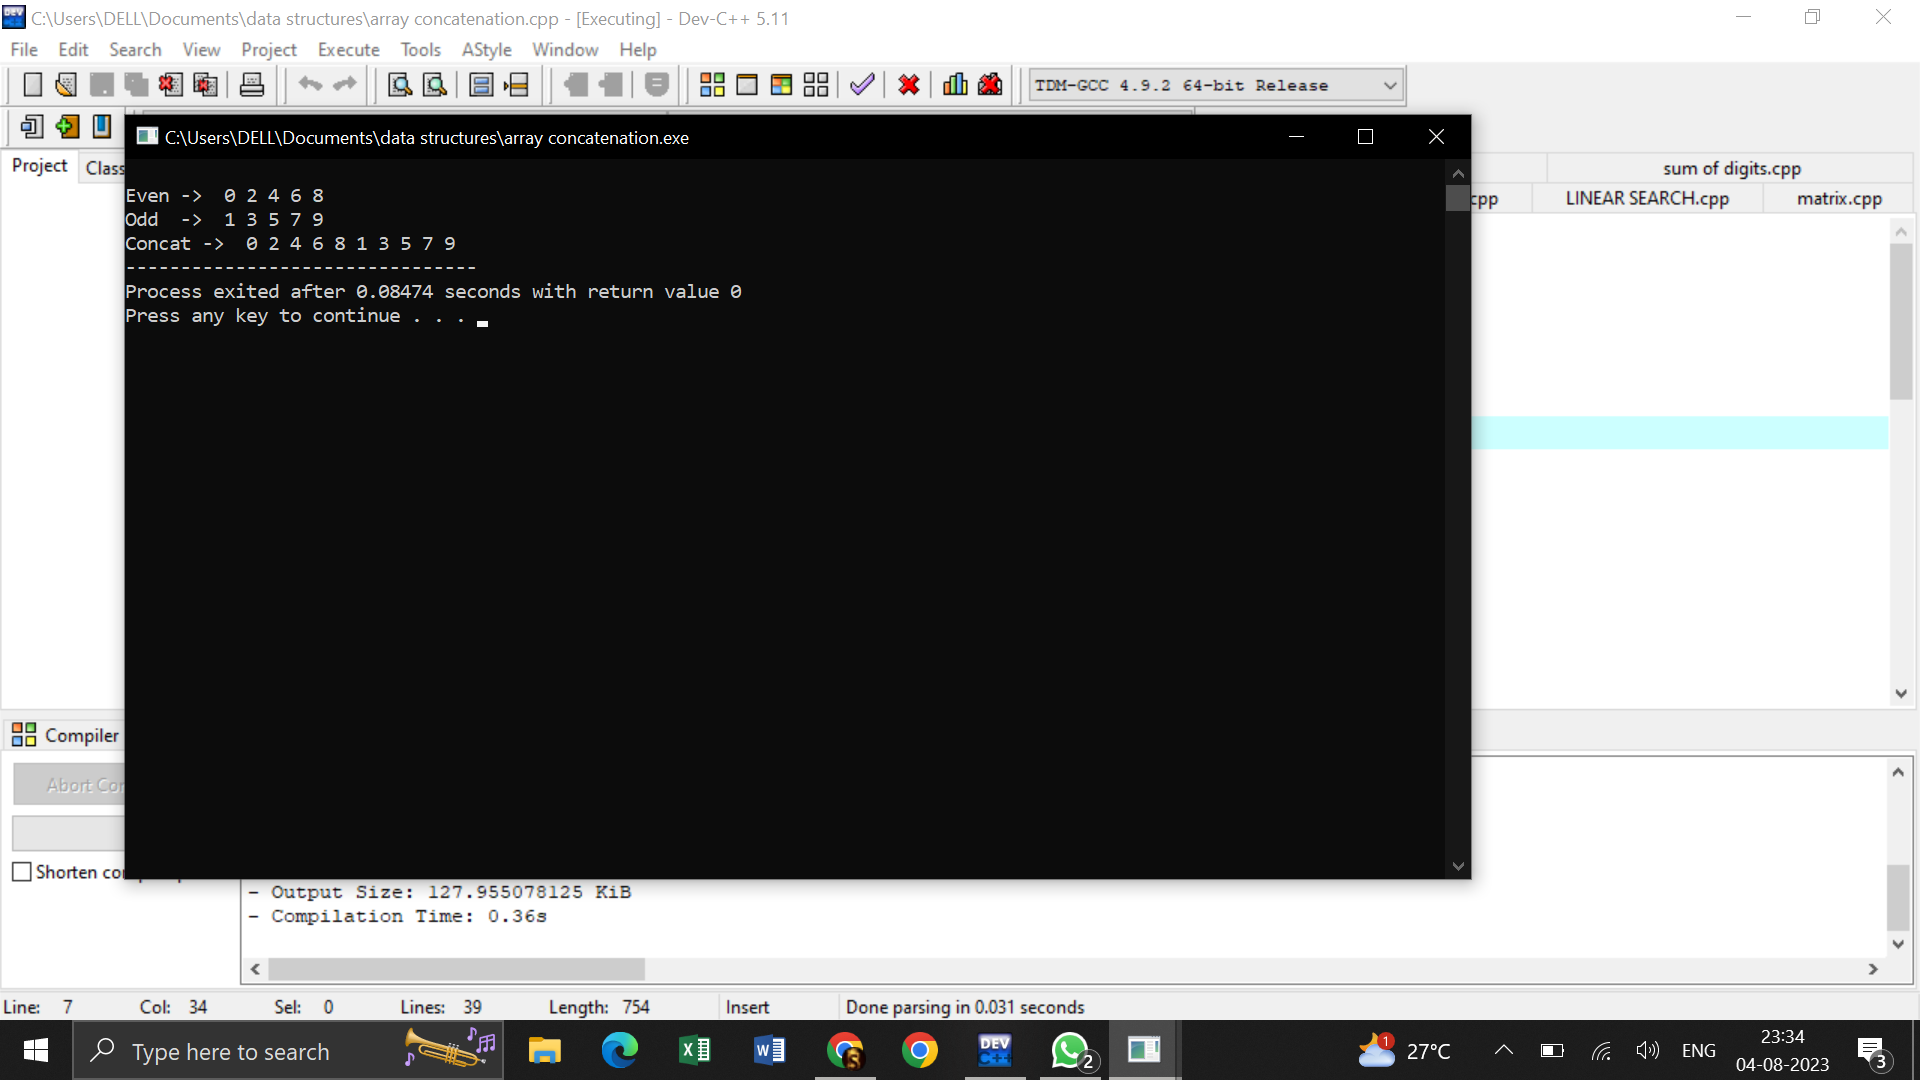 C:\Users\DELL\Documents\data structures\array concatenation.cpp - [Executing] - Dev-C++ 5.11
File Edit Search View Project Execute Tools AStyle Window Help
TDM-GCC 4.9.2 64-bit Release
C:\Users\DELL\Documents\data structures\array concatenation.exe
Project Class
sum of digits.cpp
cpp LINEAR SEARCH.cpp matrix.cpp
Even -> 0 2 4 6 8
Odd -> 1 3 5 7 9
Concat -> 0 2 4 6 8 1 3 5 7 9
--------------------------------
Process exited after 0.08474 seconds with return value 0
Press any key to continue . . .
Compiler
Abort
Shorten
- Output Size: 127.955078125 KiB
- Compilation Time: 0.36s
Line: 7 Col: 34 Sel: 0 Lines: 39 Length: 754 Insert Done parsing in 0.031 seconds
Type here to search
DEV C++
2
1
27°C
ENG
23:34
04-08-2023
3